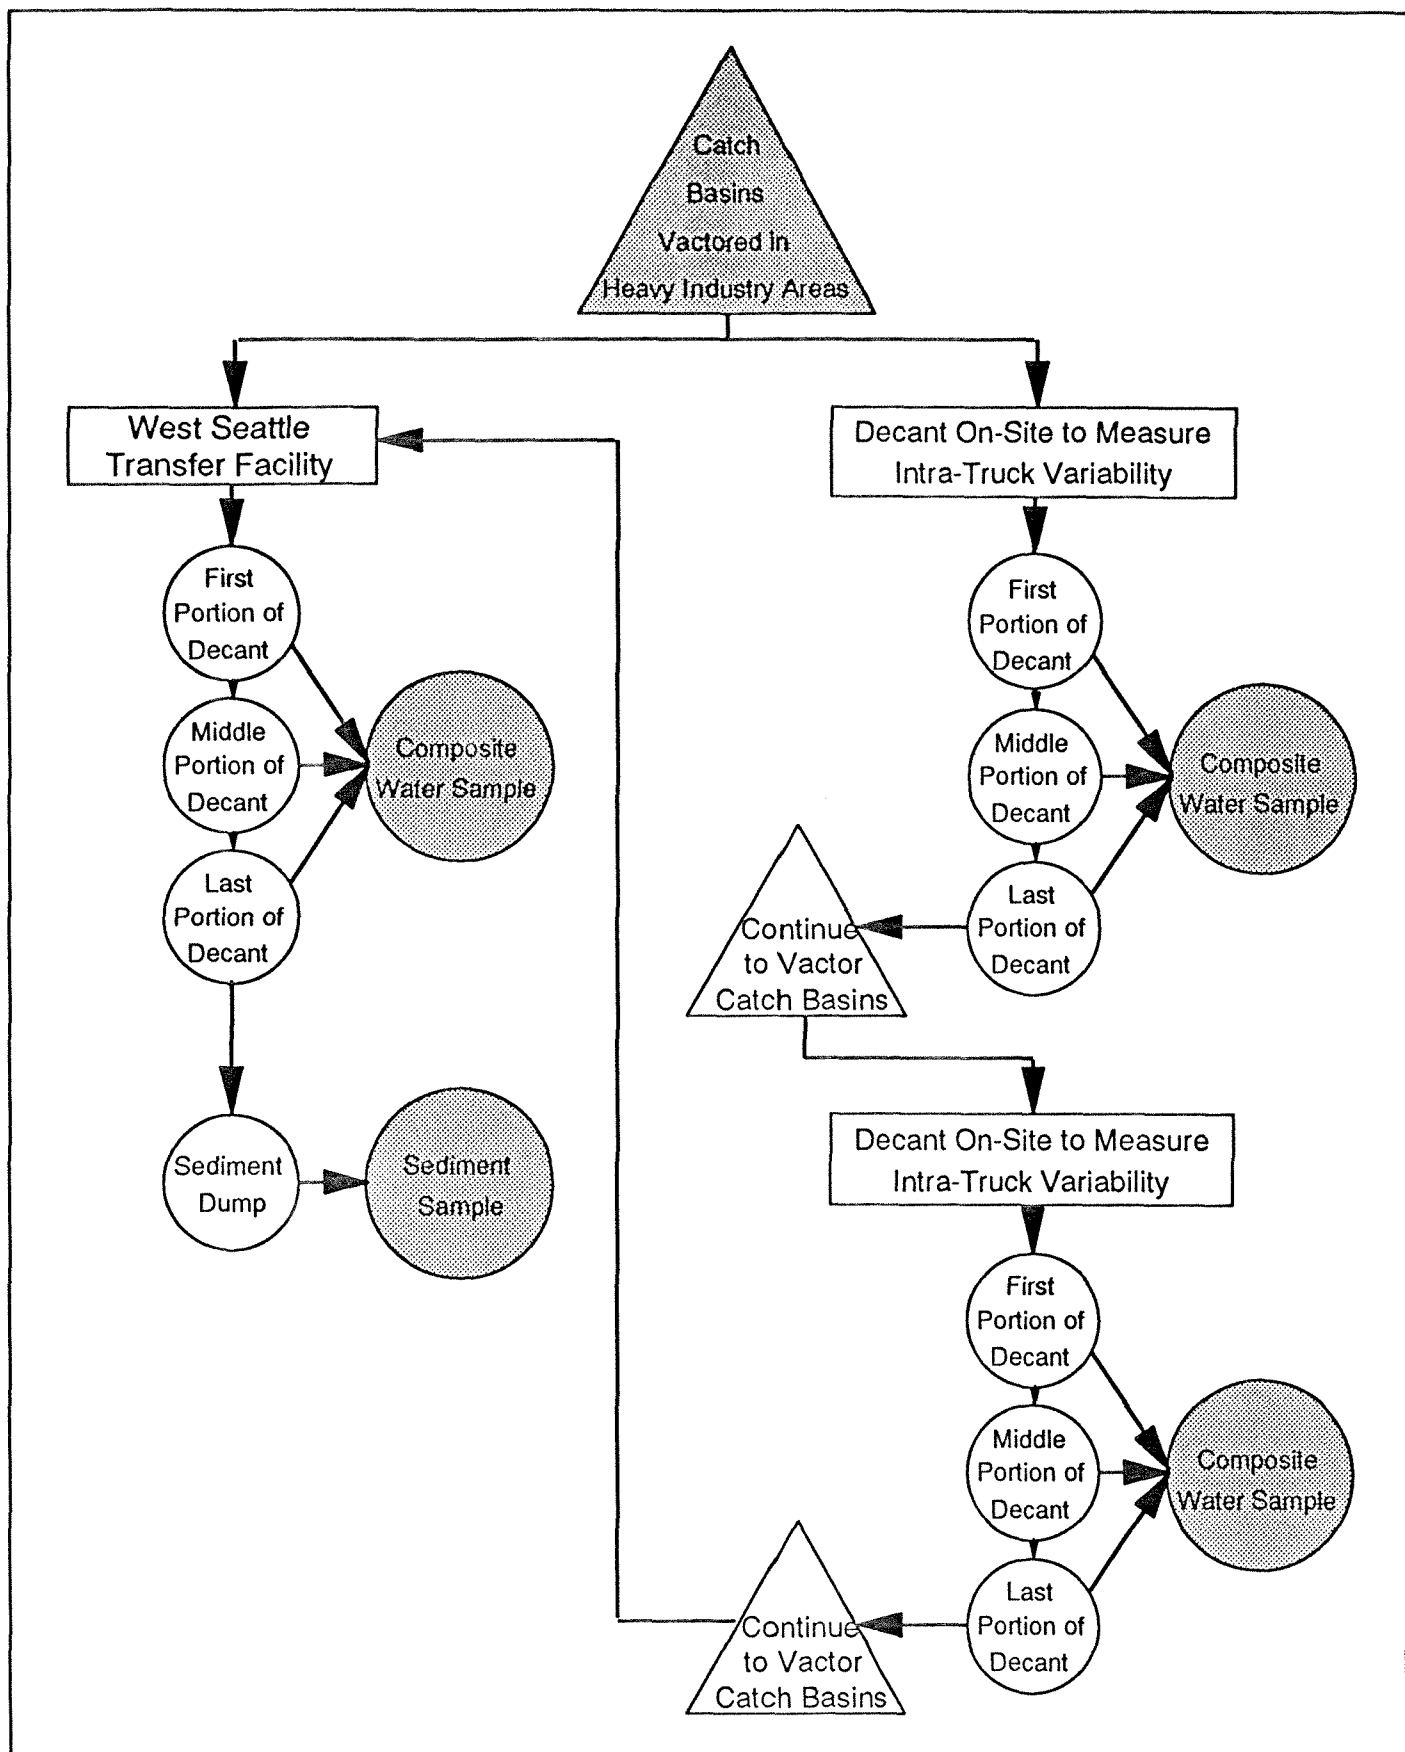 Catch
Basins
Vactored in
Heavy Industry Areas
West Seattle
Transfer Facility
First
Portion of
Decant
Middle
Portion of
Decant
Composite
Water Sample
Last
Portion of
Decant
Sediment
Dump
Sediment
Sample
Decant On-Site to Measure
Intra-Truck Variability
First
Portion of
Decant
Middle
Portion of
Decant
Composite
Water Sample
Last
Portion of
Decant
Continue
to Vactor
Catch Basins
Decant On-Site to Measure
Intra-Truck Variability
First
Portion of
Decant
Middle
Portion of
Decant
Composite
Water Sample
Last
Portion of
Decant
Continue
to Vactor
Catch Basins